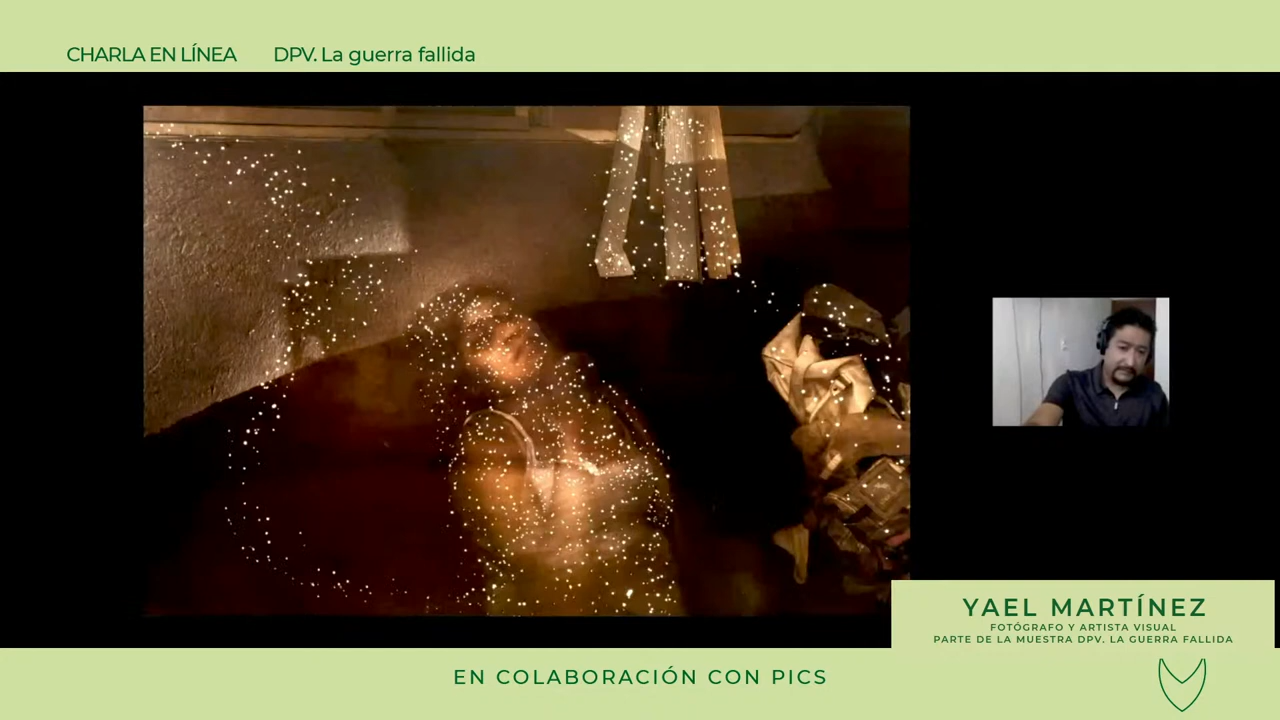 CHARLA EN LÍNEA DPV. La guerra fallida
YAEL MARTÍNEZ
FOTÓGRAFO Y ARTISTA VISUAL
PARTE DE LA MUESTRA DPV. LA GUERRA FALLIDA
EN COLABORACIÓN CON PICS